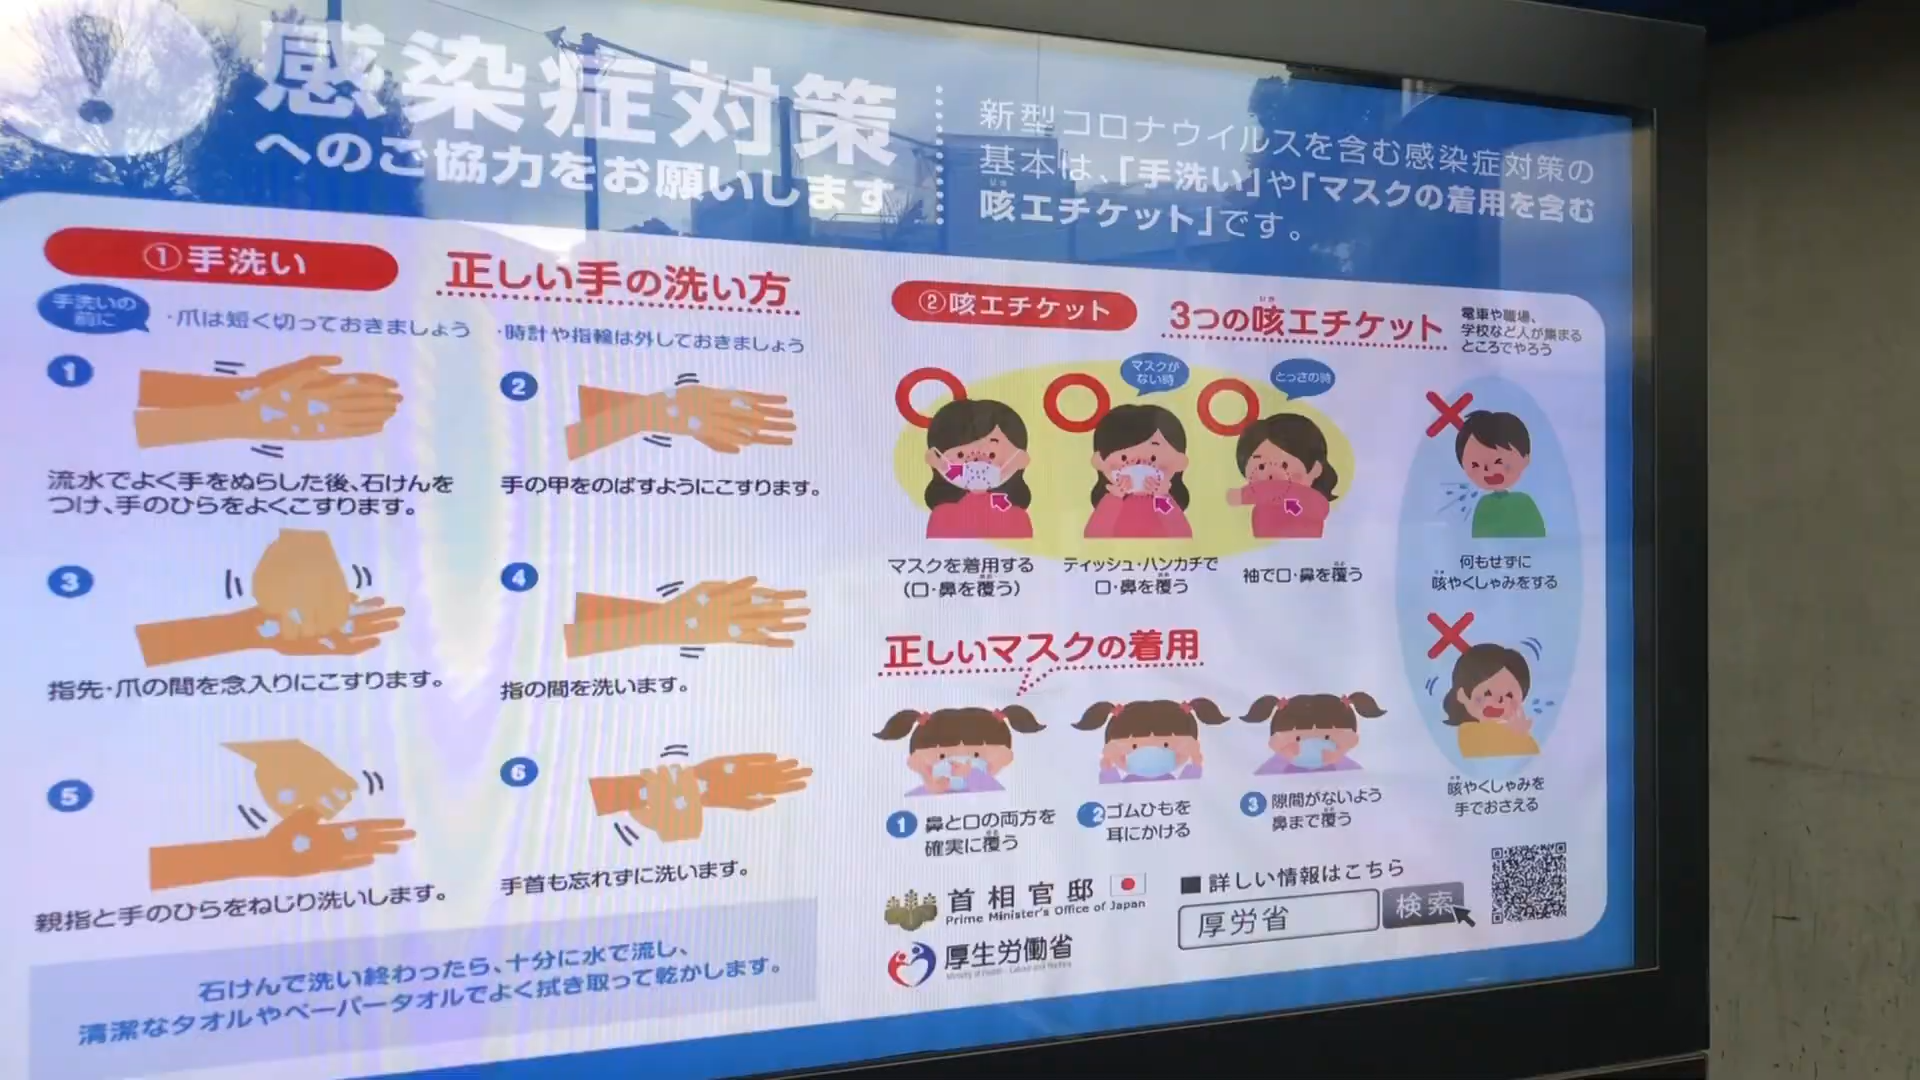 感染症対策
へのご協力をお願いします
新型コロナウイルスを含む感染症対策の
基本は、「手洗い」や「マスクの着用を含む
咳エチケット」です。
①手洗い
正しい手の洗い方
手洗いの
前に
・爪は短く切っておきましょう
・時計や指輪は外しておきましょう
1
流水でよく手をぬらした後、石けんを
つけ、手のひらをよくこすります。
2
手の甲をのばすようにこすります。
3
指先・爪の間を念入りにこすります。
4
指の間を洗います。
5
親指と手のひらをねじり洗いします。
6
手首も忘れずに洗います。
石けんで洗い終わったら、十分に水で流し、
清潔なタオルやペーパータオルでよく拭き取って乾かします。
②咳エチケット
3つの咳エチケット
電車や職場、
学校など人が集まる
ところでやろう
マスクが
ない時
とっさの時
マスクを着用する
(口・鼻を覆う)
ティッシュ・ハンカチで
口・鼻を覆う
袖で口・鼻を覆う
何もせずに
咳やくしゃみをする
咳やくしゃみを
手でおさえる
正しいマスクの着用
1 鼻と口の両方を
確実に覆う
2 ゴムひもを
耳にかける
3 隙間がないよう
鼻まで覆う
首相官邸
Prime Minister's Office of Japan
厚生労働省
Ministry of Health, Labour and Welfare
■詳しい情報はこちら
厚労省 検索